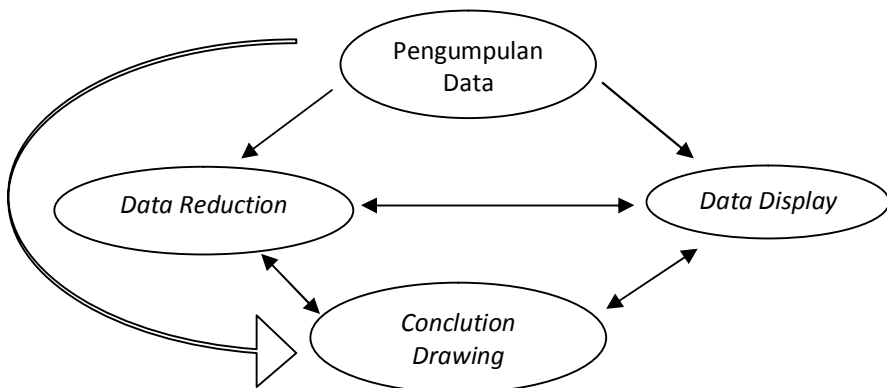 Pengumpulan
Data
Data Reduction
Data Display
Conclution
Drawing